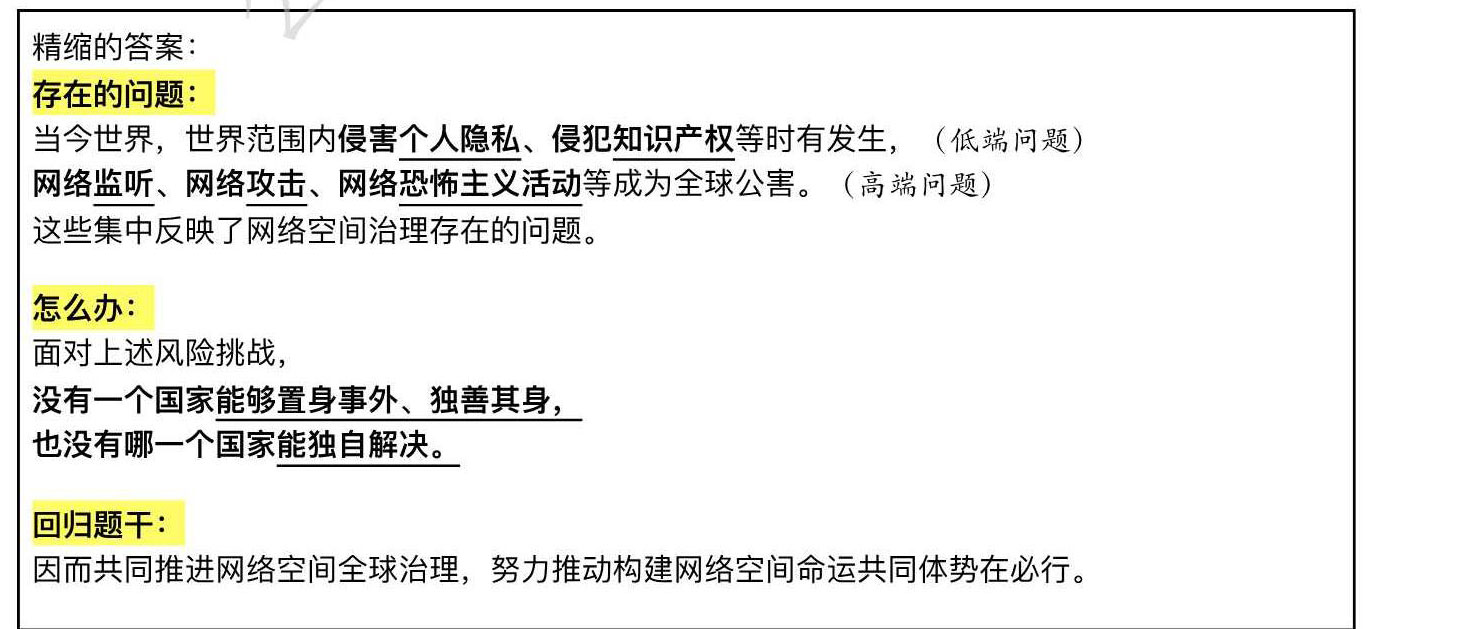 精缩的答案：
存在的问题：
当今世界，世界范围内侵害个人隐私、侵犯知识产权等时有发生，（低端问题）
网络监听、网络攻击、网络恐怖主义活动等成为全球公害。（高端问题）
这些集中反映了网络空间治理存在的问题。
怎么办：
面对上述风险挑战，
没有一个国家能够置身事外、独善其身，
也没有哪一个国家能独自解决。
回归题干：
因而共同推进网络空间全球治理，努力推动构建网络空间命运共同体势在必行。